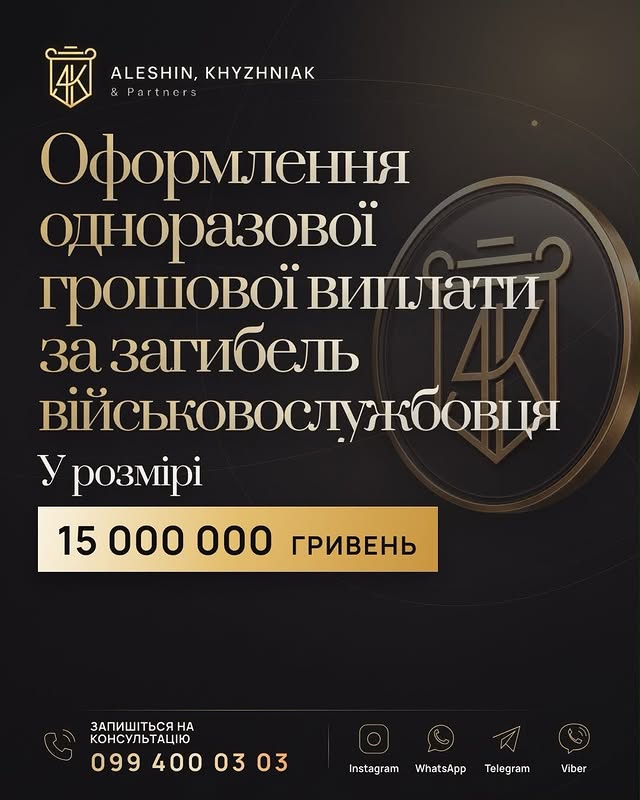 ALESHIN, KHYZHNIAK
& Partners
Оформлення
одноразової
грошової виплати
за загибель
військовослужбовця
У розмірі
15 000 000 ГРИВЕНЬ
ЗАПИШІТЬСЯ НА
КОНСУЛЬТАЦІЮ
099 400 03 03
Instagram WhatsApp Telegram Viber